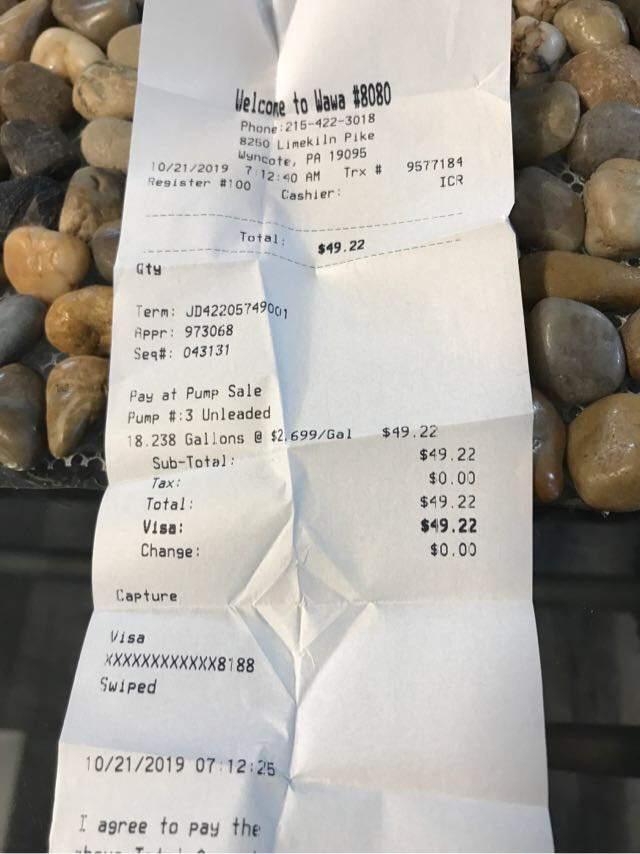 Welcome to Wawa #8080
Phone:215-422-3018
8250 Limekiln Pike
Wyncote, PA 19095
10/21/2019 7:12:40 AM Trx # 9577184
Register #100 Cashier: ICR
Total: $49.22
Qty
Term: JD42205749001
Appr: 973068
Seq#: 043131
Pay at Pump Sale
Pump #:3 Unleaded
18.238 Gallons @ $2.699/Gal $49.22
Sub-Total: $49.22
Tax: $0.00
Total: $49.22
Visa: $49.22
Change: $0.00
Capture
Visa
XXXXXXXXXXXX8188
Swiped
10/21/2019 07:12:25
I agree to pay the